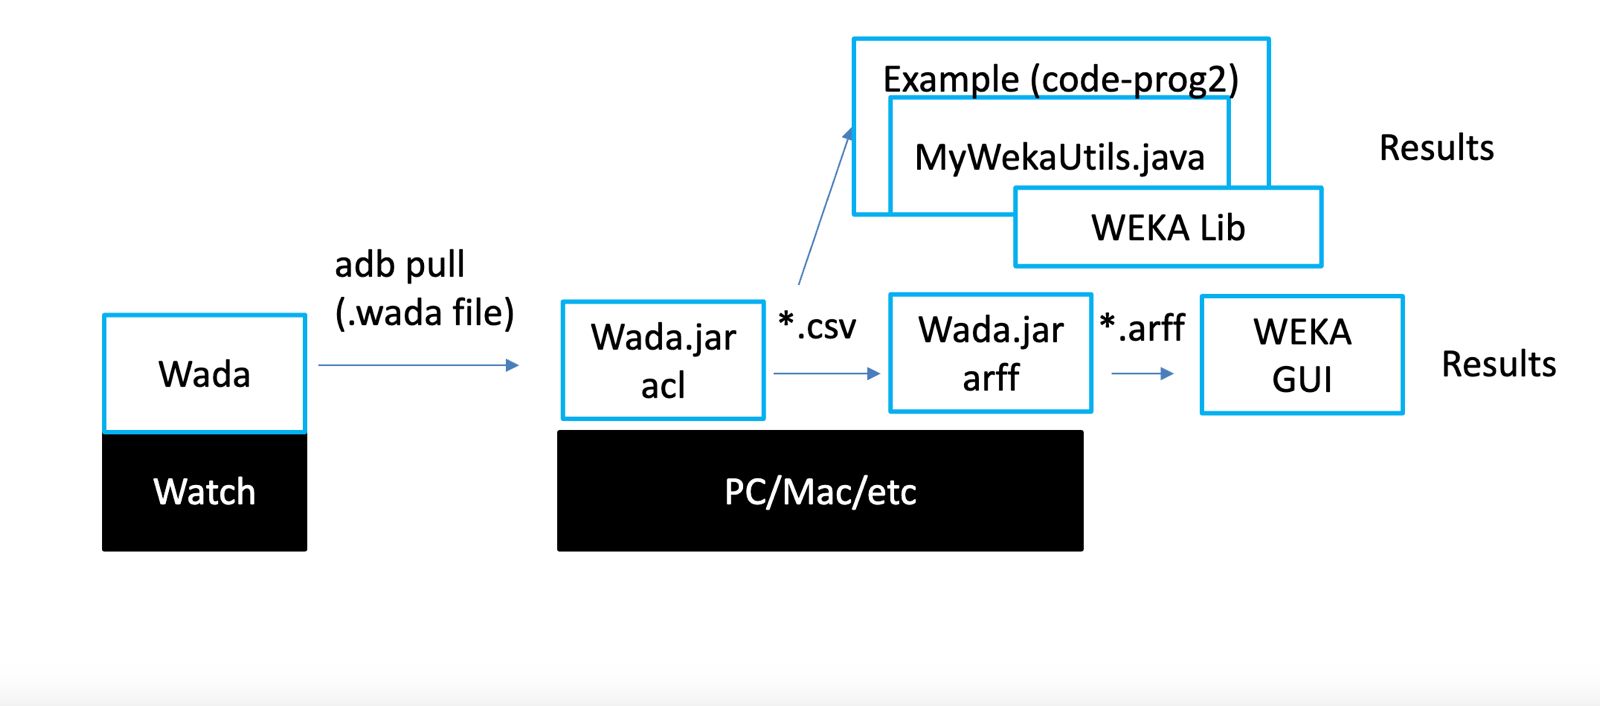 Example (code-prog2)
MyWekaUtils.java
WEKA Lib
Results
adb pull
(.wada file)
Wada
Watch
Wada.jar
acl
*.csv
Wada.jar
arff
*.arff
WEKA
GUI
Results
PC/Mac/etc